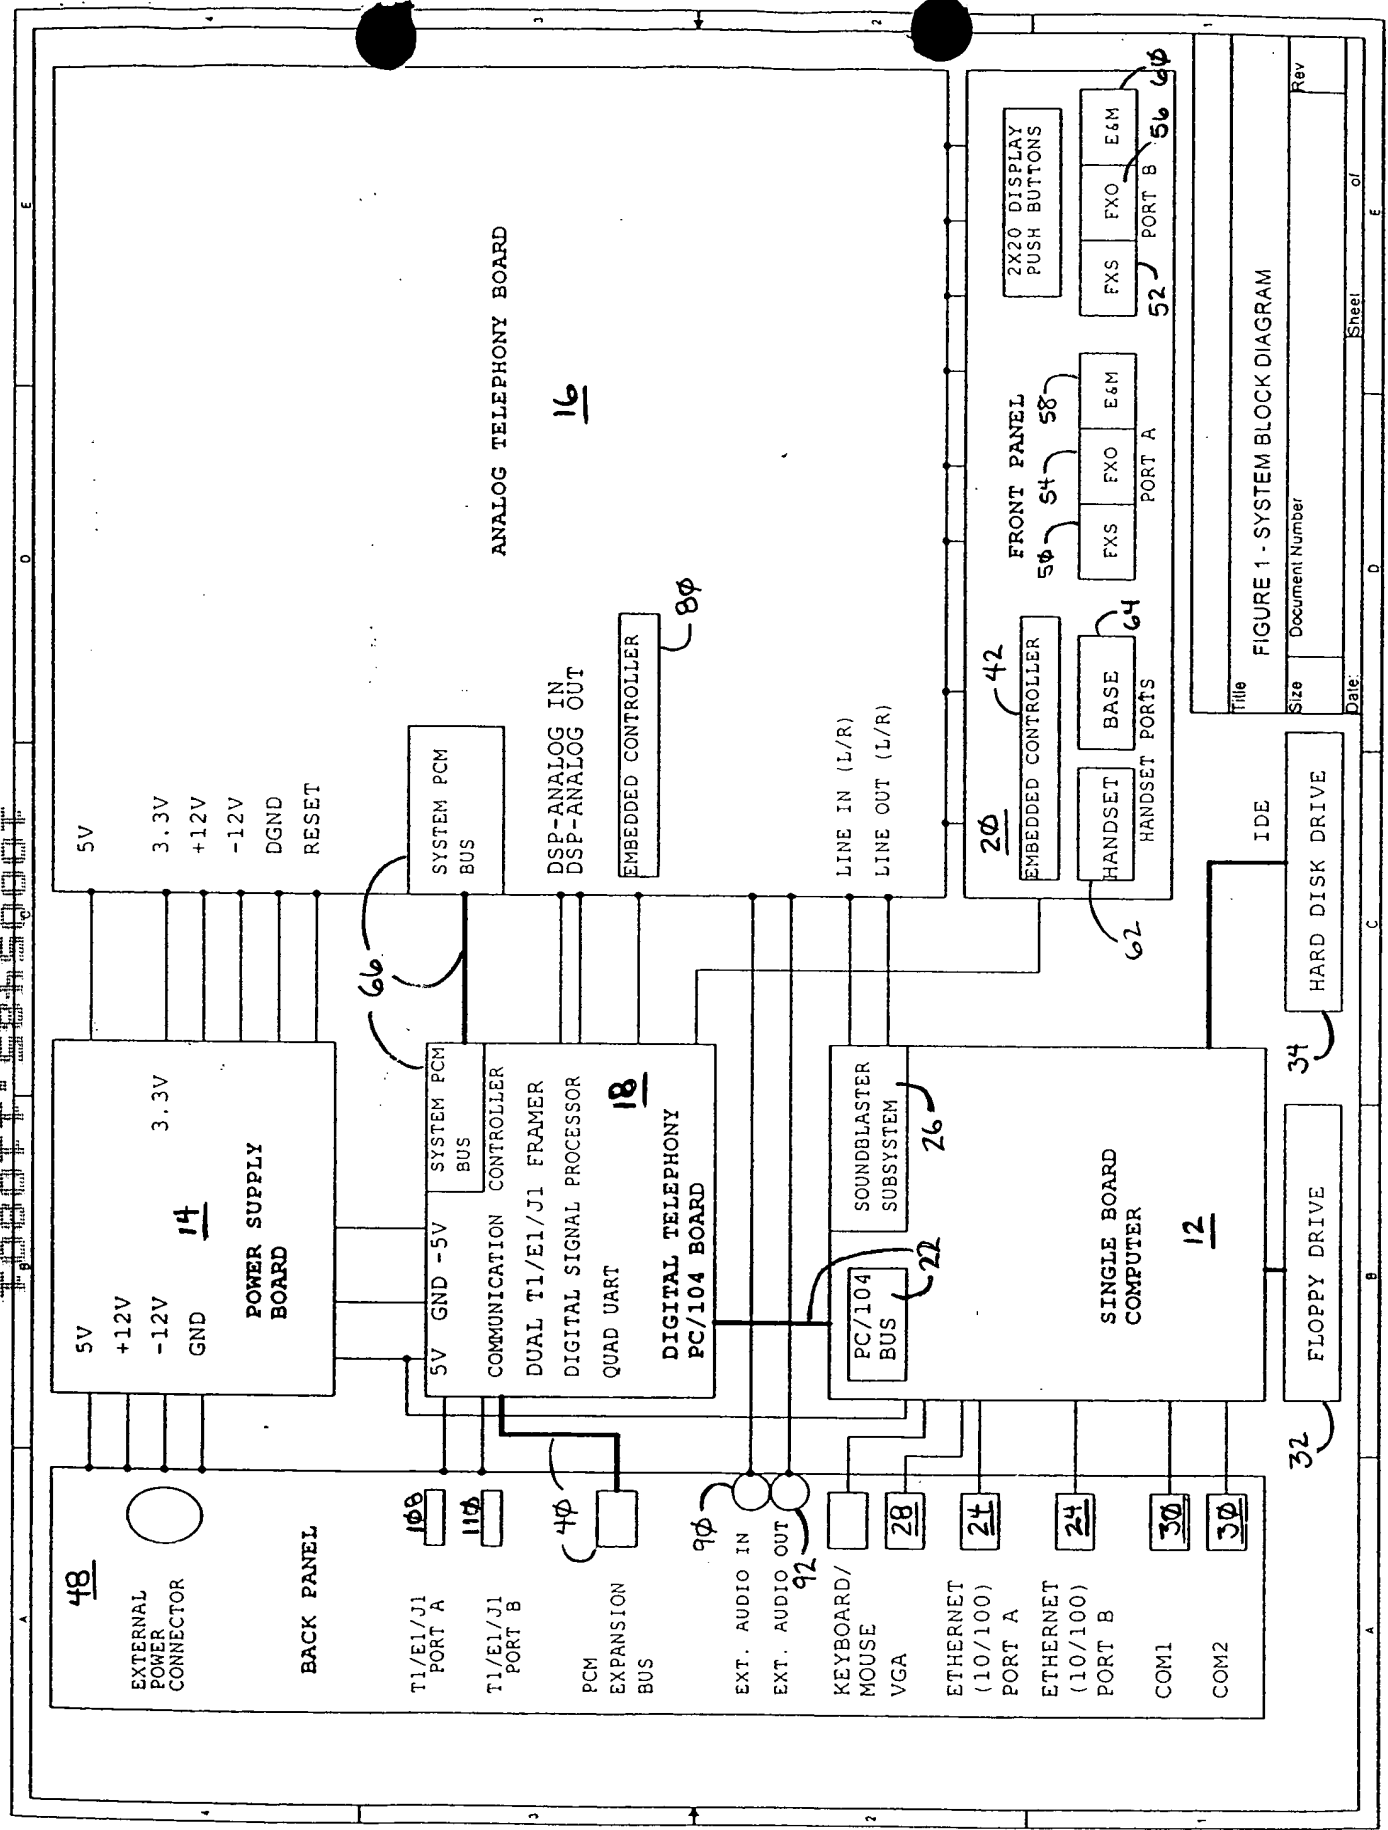 48
EXTERNAL
POWER
CONNECTOR
BACK PANEL
T1/E1/J1
PORT A
108
T1/E1/J1
PORT B
110
PCM
EXPANSION
BUS
40
EXT. AUDIO IN
90
EXT. AUDIO OUT
92
KEYBOARD/
MOUSE
VGA
28
ETHERNET
(10/100)
PORT A
24
ETHERNET
(10/100)
PORT B
24
COM1
30
COM2
30
5V
+12V
-12V
GND
3.3V
14
POWER SUPPLY
BOARD
5V GND -5V
SYSTEM PCM
BUS
COMMUNICATION CONTROLLER
DUAL T1/E1/J1 FRAMER
DIGITAL SIGNAL PROCESSOR
QUAD UART
18
DIGITAL TELEPHONY
PC/104 BOARD
66
22
PC/104
BUS
SOUNDBLASTER
SUBSYSTEM
26
SINGLE BOARD
COMPUTER
12
FLOPPY DRIVE
32
HARD DISK DRIVE
34
IDE
5V
3.3V
+12V
-12V
DGND
RESET
SYSTEM PCM
BUS
DSP-ANALOG IN
DSP-ANALOG OUT
EMBEDDED CONTROLLER
80
LINE IN (L/R)
LINE OUT (L/R)
ANALOG TELEPHONY BOARD
16
20
EMBEDDED CONTROLLER
42
FRONT PANEL
HANDSET
BASE
HANDSET PORTS
62
64
50
54
58
FXS FXO E&M
PORT A
2X20 DISPLAY
PUSH BUTTONS
FXS FXO E&M
PORT B
52
56
60
Title
FIGURE 1 - SYSTEM BLOCK DIAGRAM
Size
Document Number
Rev
Date:
Sheet
of
A
B
C
D
E
A
B
C
D
E
4
3
2
1
4
3
2
1